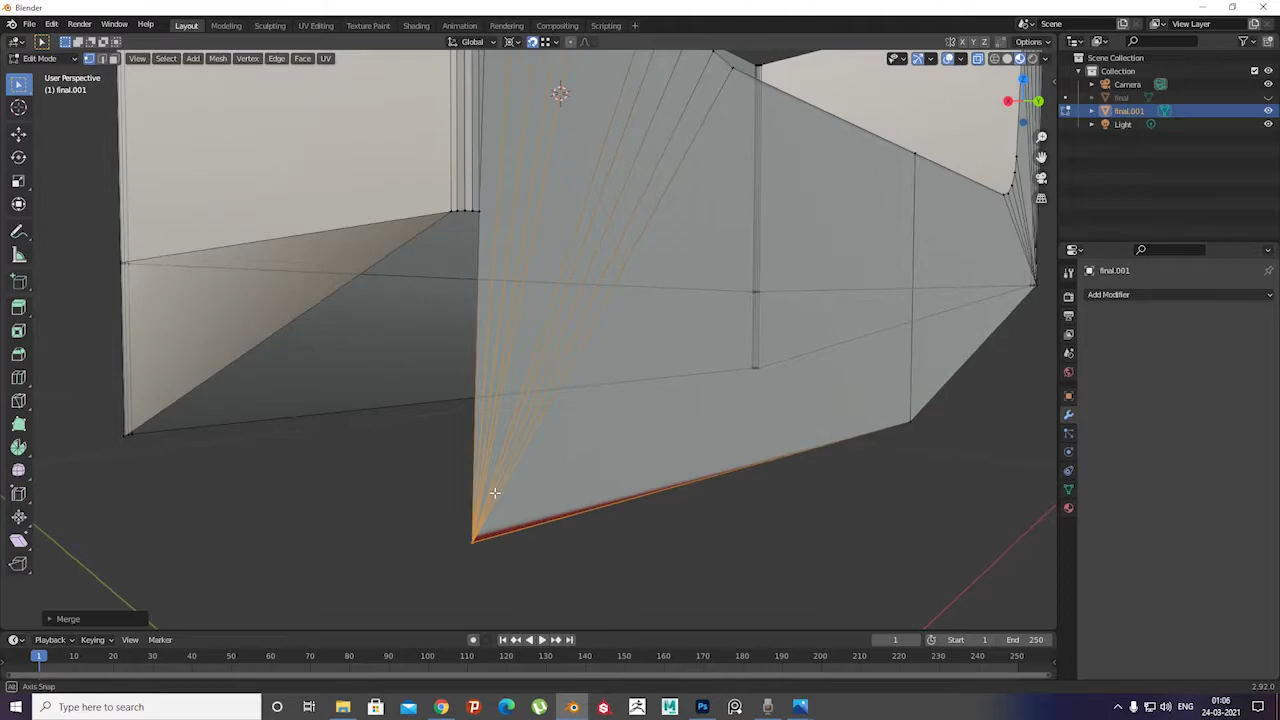 Blender
File Edit Render Window Help Layout Modeling Sculpting UV Editing Texture Paint Shading Animation Rendering Compositing Scripting + Scene View Layer
Global X Y Z Options
Edit Mode View Select Add Mesh Vertex Edge Face UV
User Perspective
(1) final.001
Scene Collection
Collection
Camera
final
final.001
Light
final.001
Add Modifier
Merge
Playback Keying View Marker 1 Start 1 End 250
1 10 20 30 40 50 60 70 80 90 100 110 120 130 140 150 160 170 180 190 200 210 220 230 240 250
Axis Snap 2.92.0
Type here to search ENG 01:06
24-03-2021